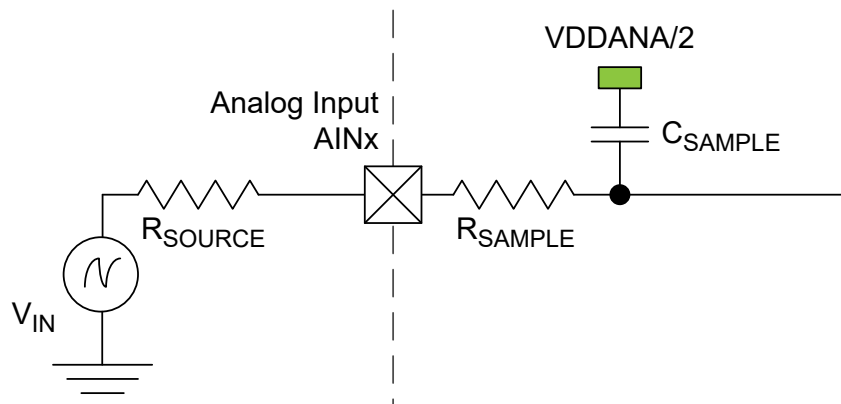 VDDANA/2
Analog Input
AINx
CSAMPLE
RSOURCE
RSAMPLE
VIN